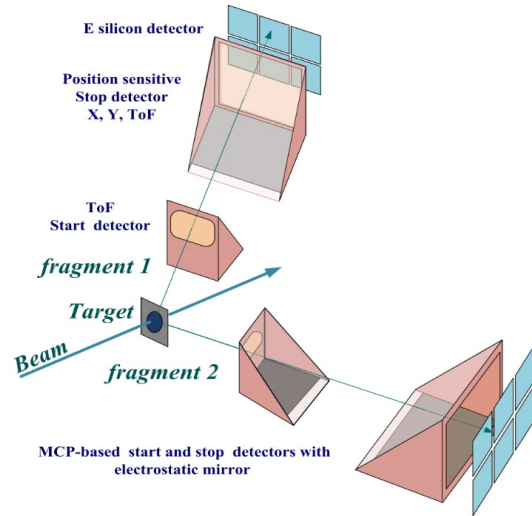 E silicon detector
Position sensitive
Stop detector
X, Y, ToF
ToF
Start detector
fragment 1
Target
Beam
fragment 2
MCP-based start and stop detectors with
electrostatic mirror